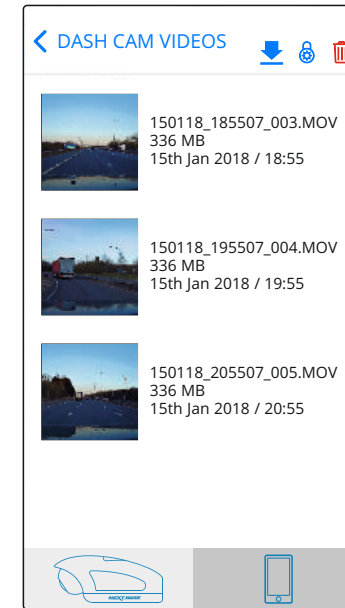 DASH CAM VIDEOS
150118_185507_003.MOV
336 MB
15th Jan 2018 / 18:55
150118_195507_004.MOV
336 MB
15th Jan 2018 / 19:55
150118_205507_005.MOV
336 MB
15th Jan 2018 / 20:55
NEXTBASE